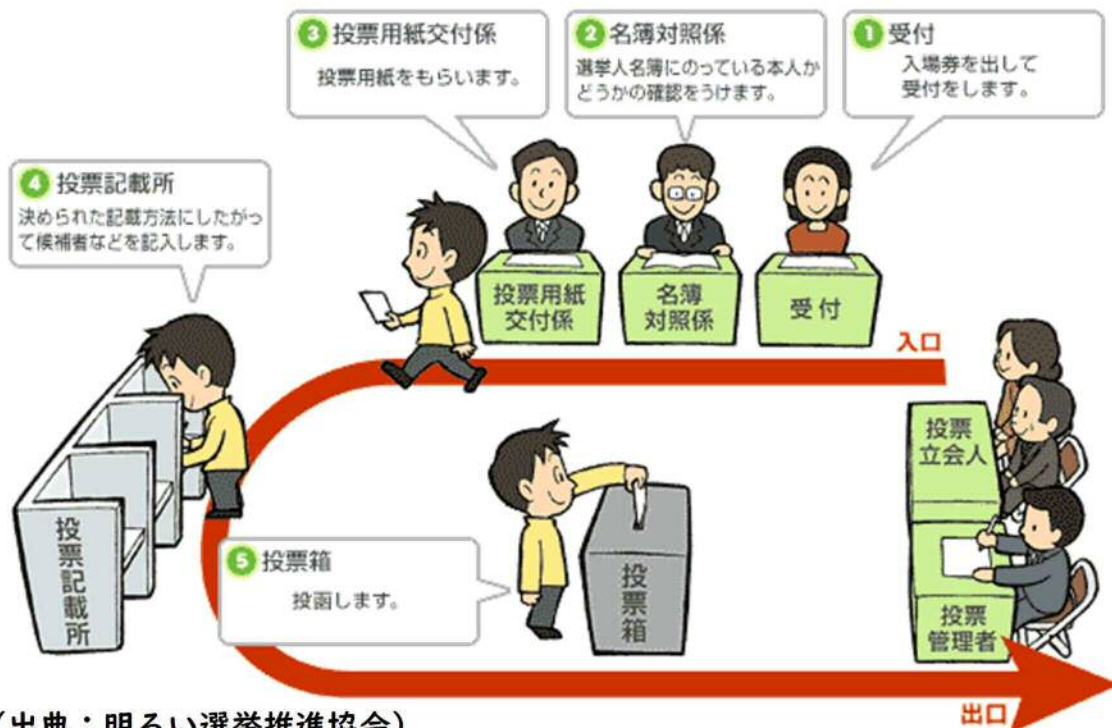 ③ 投票用紙交付係
投票用紙をもらいます。
② 名簿対照係
選挙人名簿にのっている本人か
どうかの確認をうけます。
① 受付
入場券を出して
受付をします。
④ 投票記載所
決められた記載方法にしたがっ
て候補者などを記入します。
投票用紙
交付係
名簿
対照係
受付
入口
投票
立会人
投票記載所
⑤ 投票箱
投函します。
投票箱
投票
管理者
出口
(出典:明るい選挙推進協会)